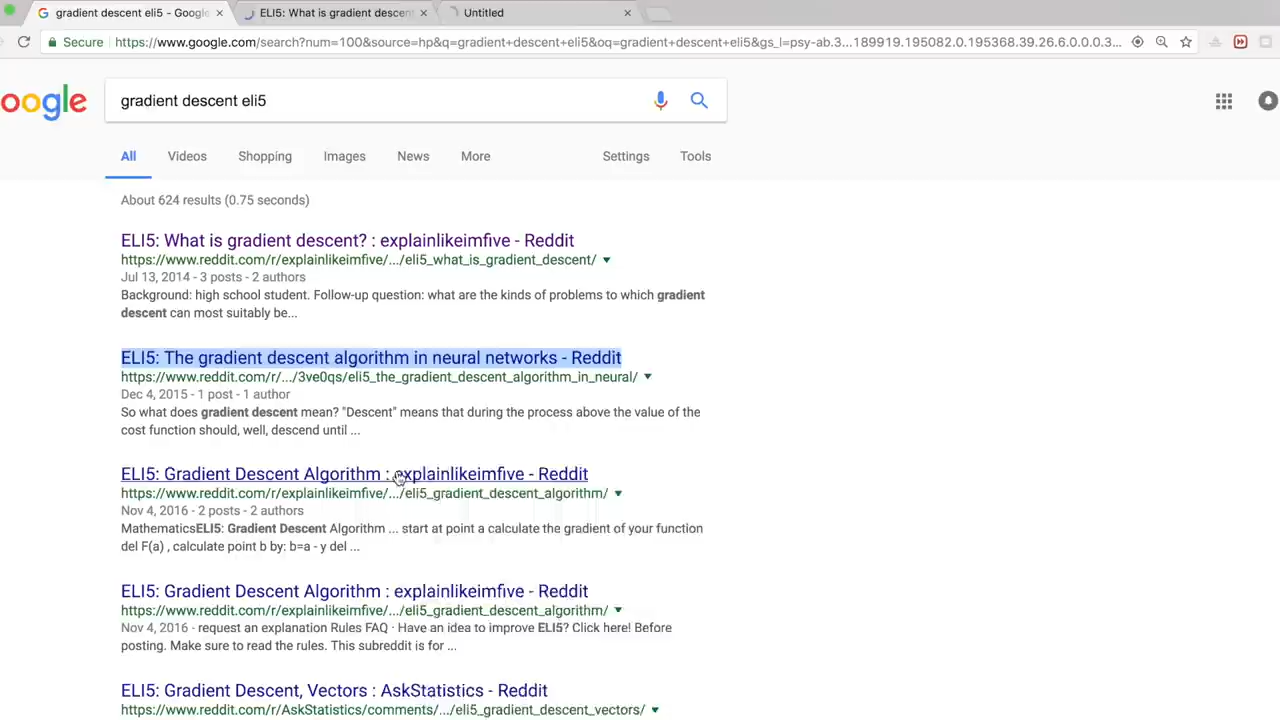 gradient descent eli5 - Google
ELI5: What is gradient descent
Untitled
Secure https://www.google.com/search?num=100&source=hp&q=gradient+descent+eli5&oq=gradient+descent+eli5&gs_l=psy-ab.3...189919.195082.0.195368.39.26.6.0.0.0.3...
oogle
gradient descent eli5
All Videos Shopping Images News More Settings Tools
About 624 results (0.75 seconds)
ELI5: What is gradient descent? : explainlikeimfive - Reddit
https://www.reddit.com/r/explainlikeimfive/.../eli5_what_is_gradient_descent/
Jul 13, 2014 - 3 posts - 2 authors
Background: high school student. Follow-up question: what are the kinds of problems to which gradient
descent can most suitably be...
ELI5: The gradient descent algorithm in neural networks - Reddit
https://www.reddit.com/r/.../3ve0qs/eli5_the_gradient_descent_algorithm_in_neural/
Dec 4, 2015 - 1 post - 1 author
So what does gradient descent mean? "Descent" means that during the process above the value of the
cost function should, well, descend until ...
ELI5: Gradient Descent Algorithm : explainlikeimfive - Reddit
https://www.reddit.com/r/explainlikeimfive/.../eli5_gradient_descent_algorithm/
Nov 4, 2016 - 2 posts - 2 authors
MathematicsELI5: Gradient Descent Algorithm ... start at point a calculate the gradient of your function
del F(a) , calculate point b by: b=a - y del ...
ELI5: Gradient Descent Algorithm : explainlikeimfive - Reddit
https://www.reddit.com/r/explainlikeimfive/.../eli5_gradient_descent_algorithm/
Nov 4, 2016 - request an explanation Rules FAQ · Have an idea to improve ELI5? Click here! Before
posting. Make sure to read the rules. This subreddit is for ...
ELI5: Gradient Descent, Vectors : AskStatistics - Reddit
https://www.reddit.com/r/AskStatistics/comments/.../eli5_gradient_descent_vectors/